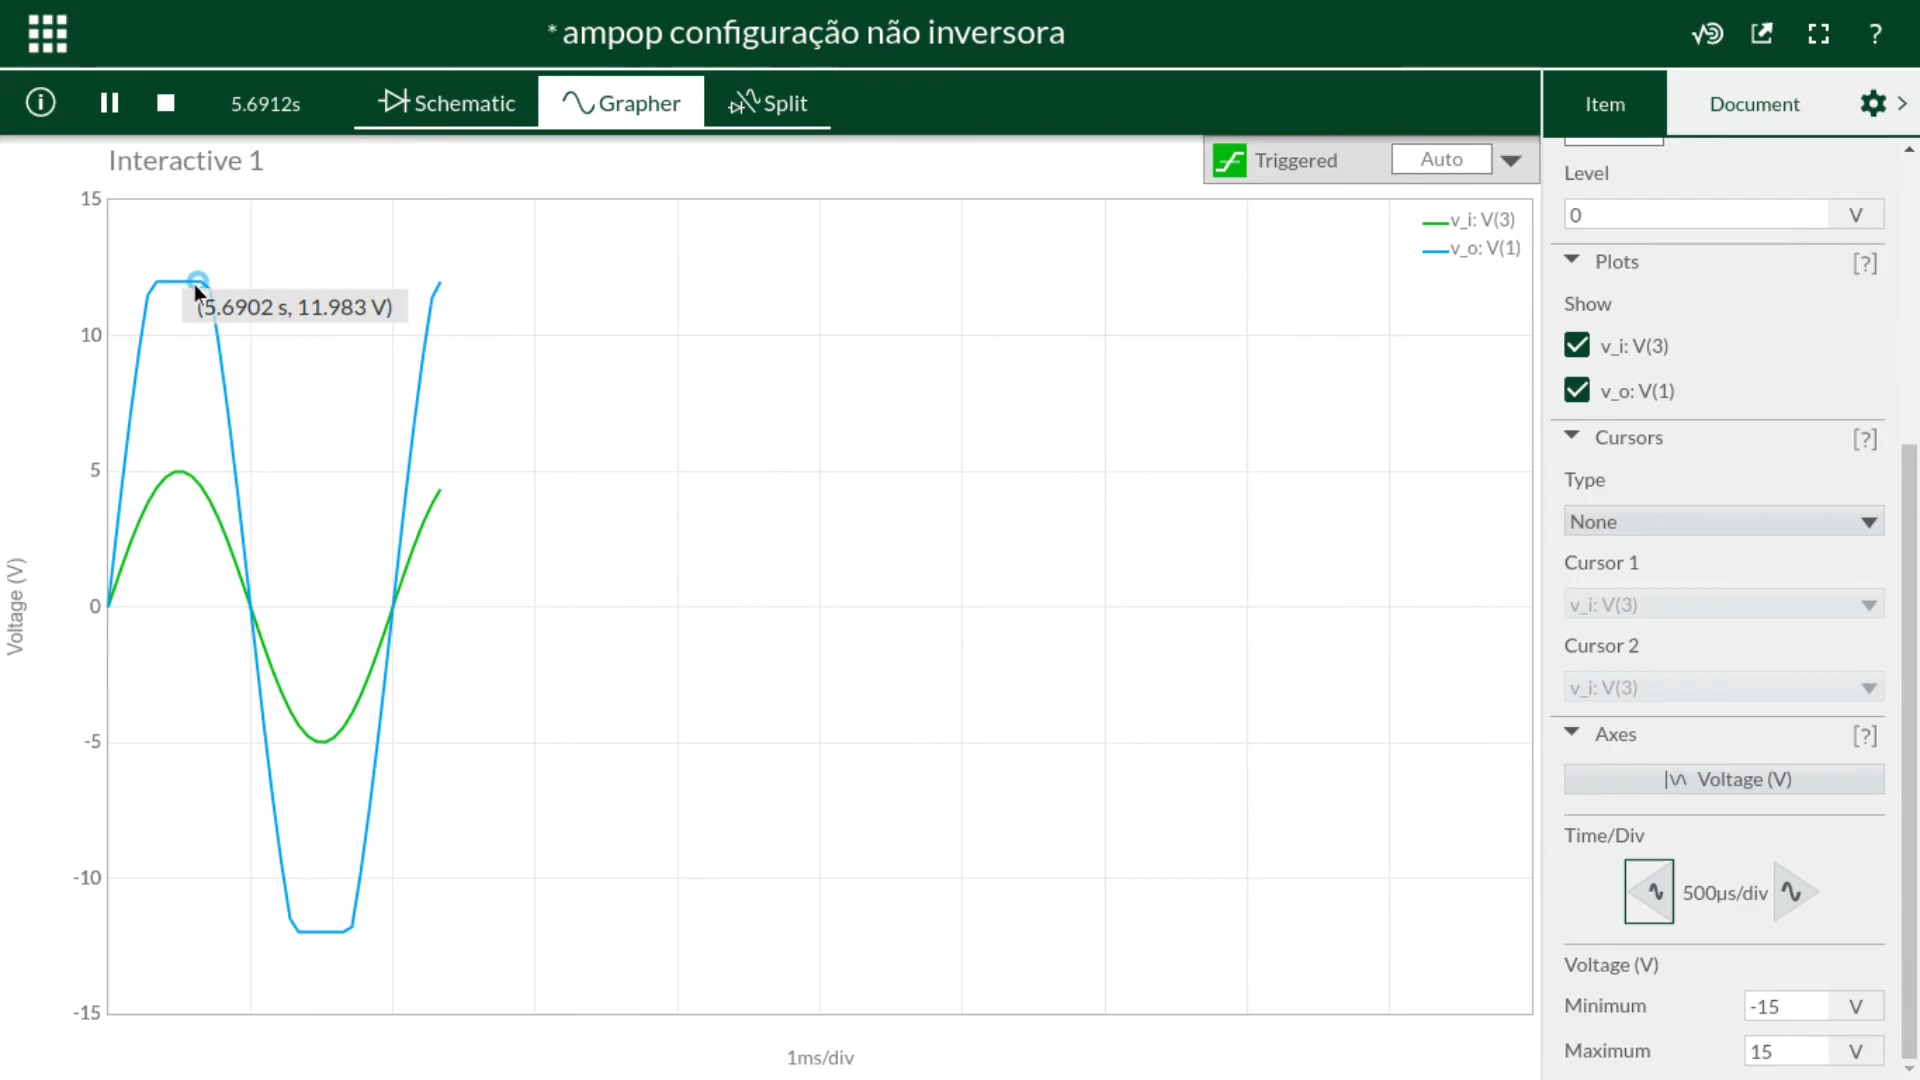 * ampop configuração não inversora
?
5.6912s
Schematic
Grapher
Split
Item
Document
Interactive 1
Triggered
Auto
15
10
5
0
-5
-10
-15
Voltage (V)
1ms/div
v_i: V(3)
v_o: V(1)
(5.6902 s, 11.983 V)
Level
0 V
Plots [?]
Show
v_i: V(3)
v_o: V(1)
Cursors [?]
Type
None
Cursor 1
v_i: V(3)
Cursor 2
v_i: V(3)
Axes [?]
Voltage (V)
Time/Div
500µs/div
Voltage (V)
Minimum -15 V
Maximum 15 V